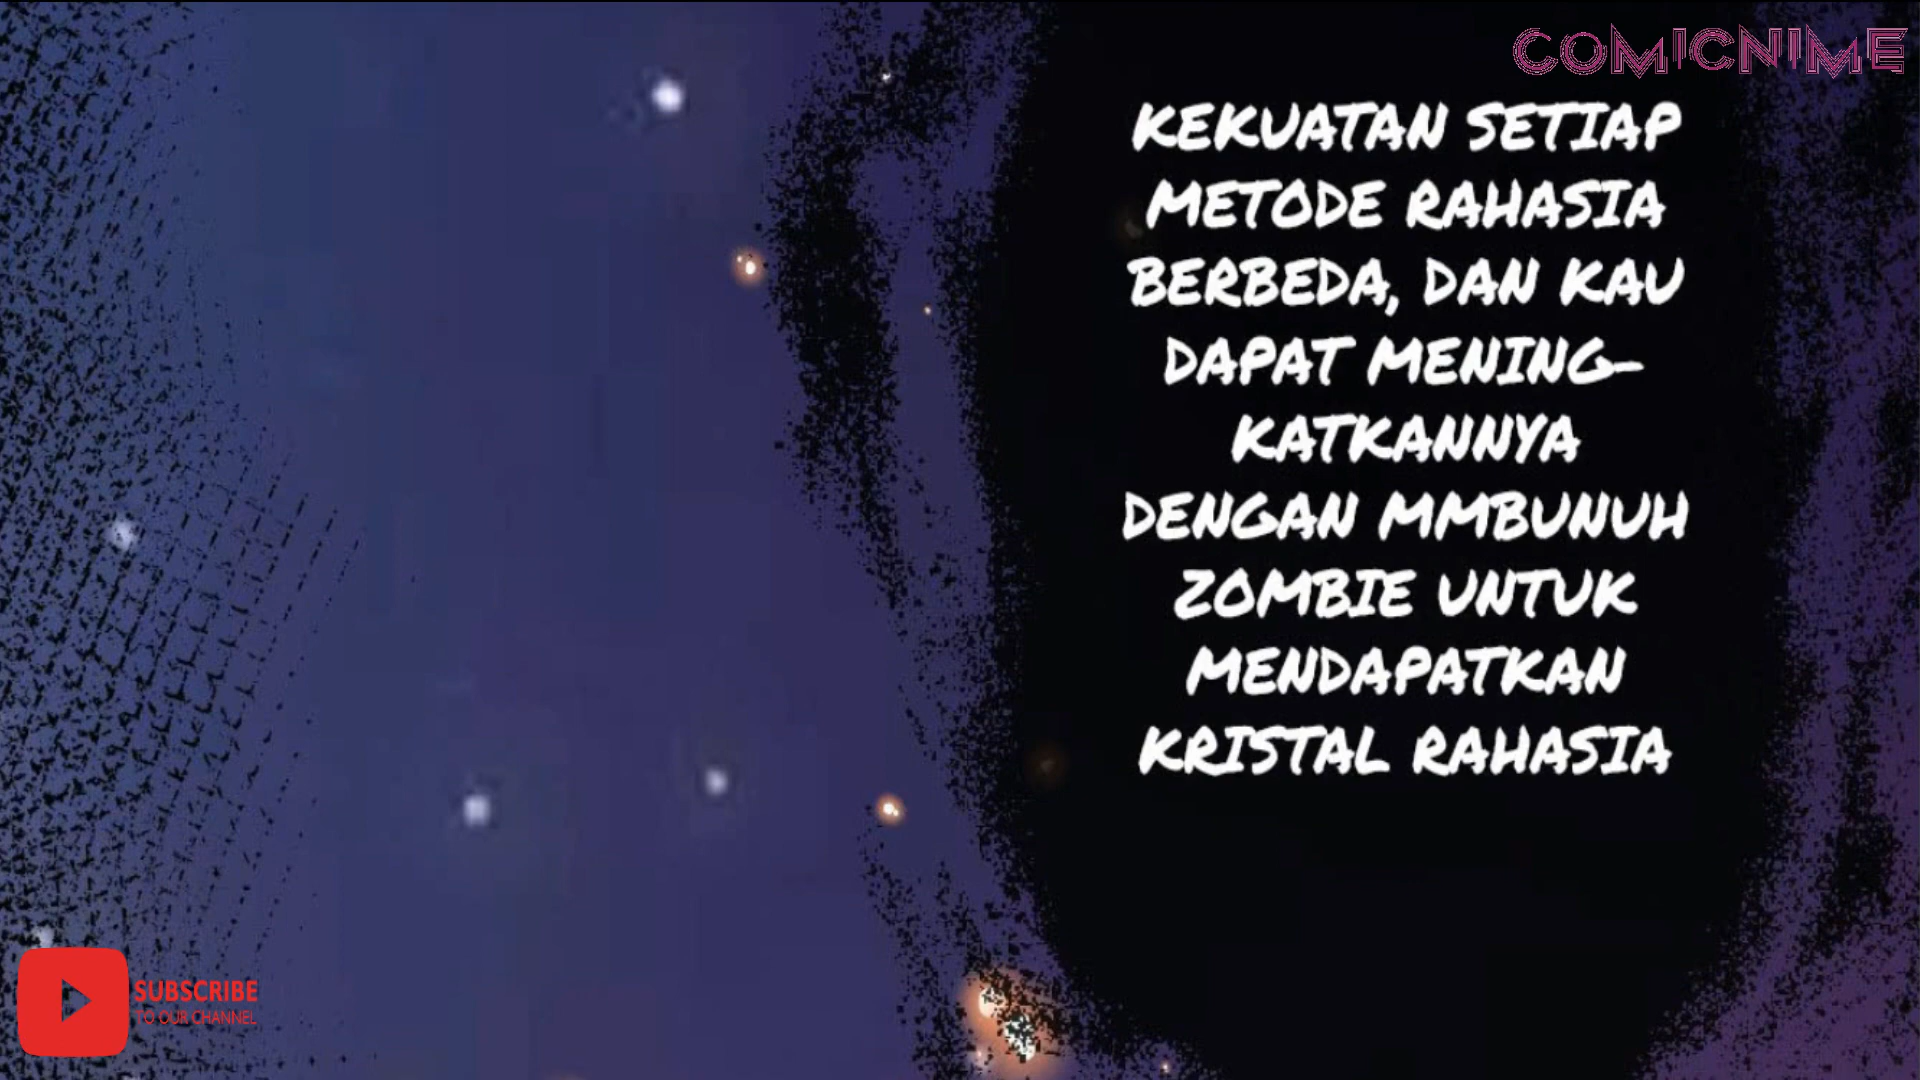 COMICNIME
KEKUATAN SETIAP
METODE RAHASIA
BERBEDA, DAN KAU
DAPAT MENING-
KATKANNYA
DENGAN MMBUNUH
ZOMBIE UNTUK
MENDAPATKAN
KRISTAL RAHASIA
SUBSCRIBE
TO OUR CHANNEL